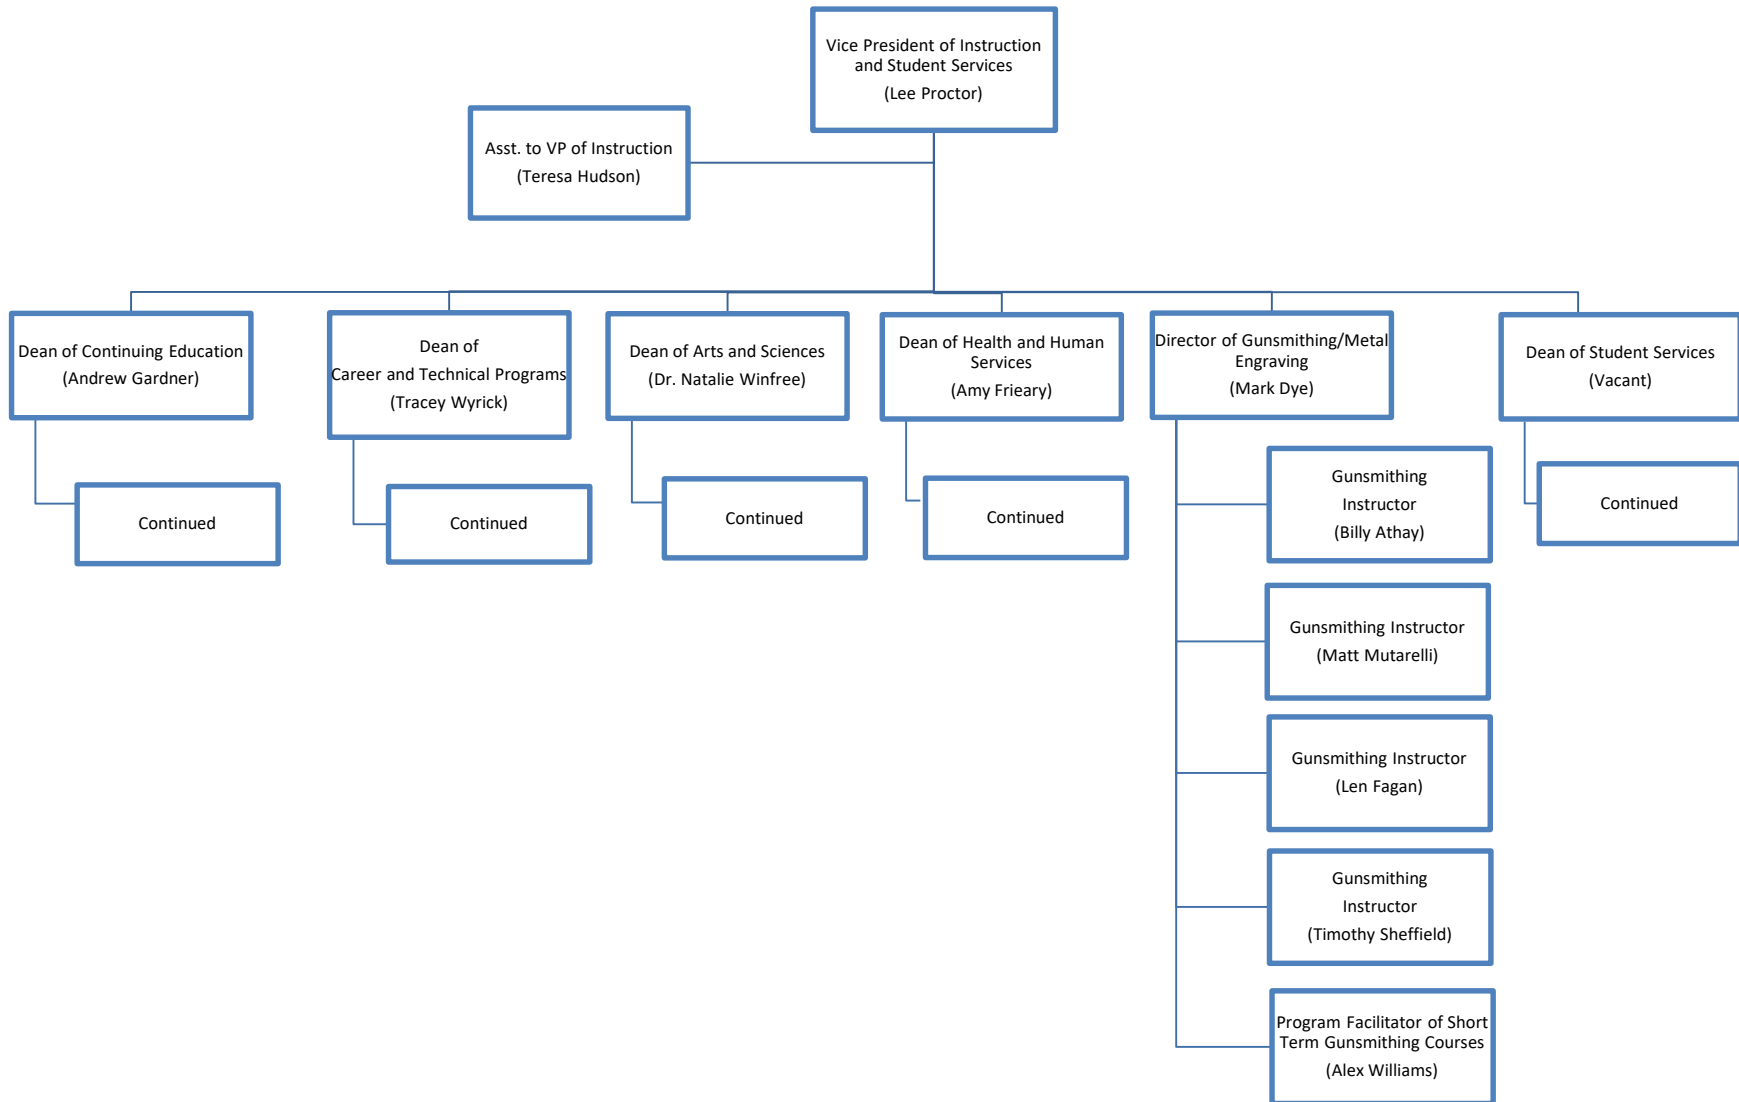 Vice President of Instruction
and Student Services
(Lee Proctor)
Asst. to VP of Instruction
(Teresa Hudson)
Dean of Continuing Education
(Andrew Gardner)
Dean of
Career and Technical Programs
(Tracey Wyrick)
Dean of Arts and Sciences
(Dr. Natalie Winfree)
Dean of Health and Human
Services
(Amy Frieary)
Director of Gunsmithing/Metal
Engraving
(Mark Dye)
Dean of Student Services
(Vacant)
Continued
Continued
Continued
Continued
Gunsmithing
Instructor
(Billy Athay)
Continued
Gunsmithing Instructor
(Matt Mutarelli)
Gunsmithing Instructor
(Len Fagan)
Gunsmithing
Instructor
(Timothy Sheffield)
Program Facilitator of Short
Term Gunsmithing Courses
(Alex Williams)